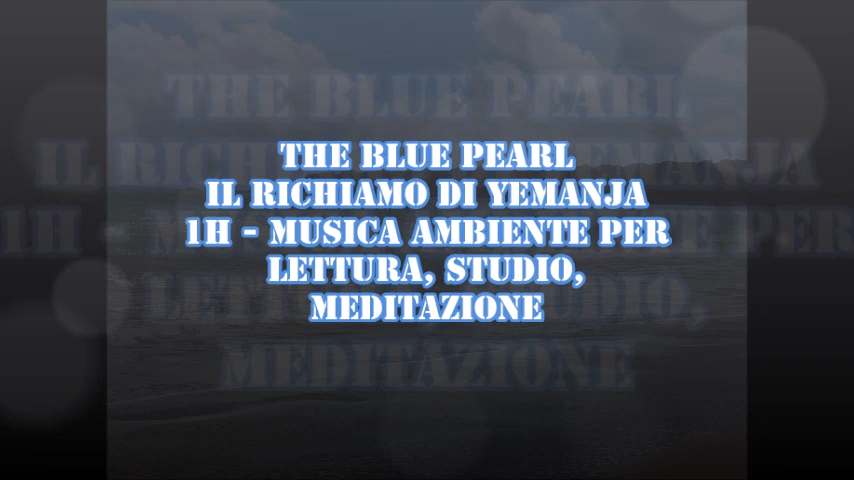 THE BLUE PEARL
IL RICHIAMO DI YEMANJA
1H - MUSICA AMBIENTE PER
LETTURA, STUDIO,
MEDITAZIONE